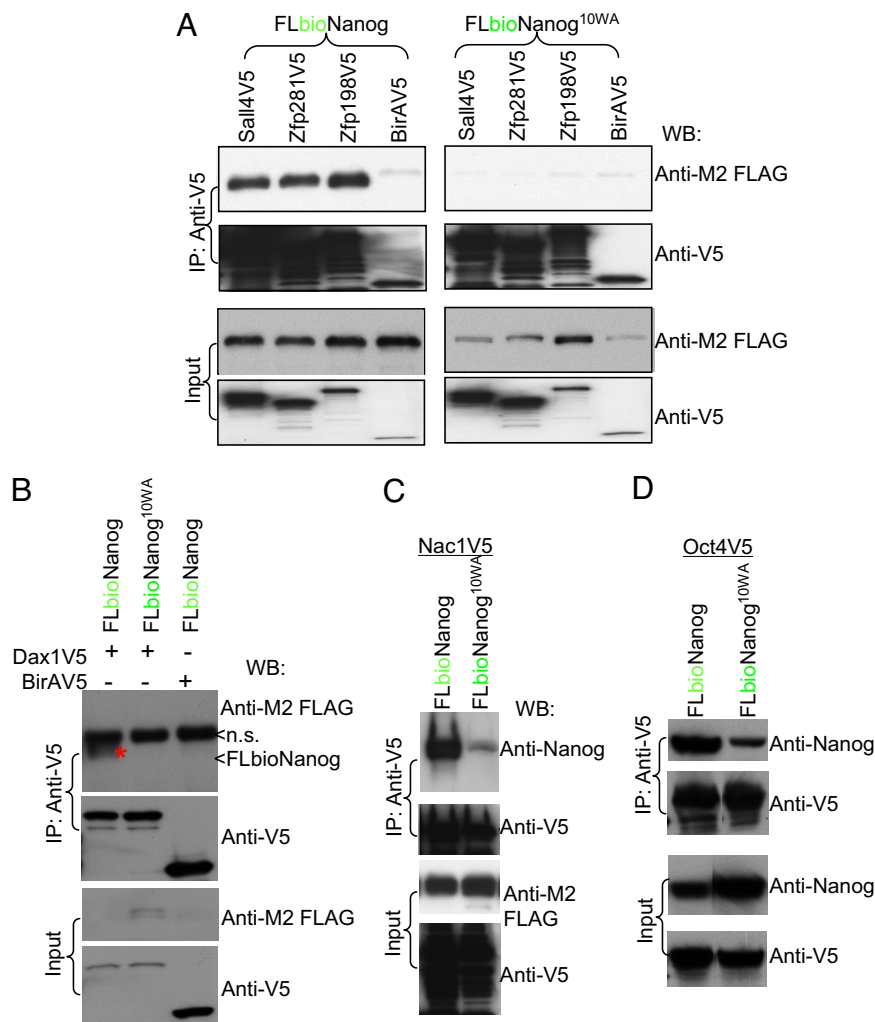 A
FLbioNanog
FLbioNanog10WA
Sall4V5
Zfp281V5
Zfp198V5
BirAV5
Sall4V5
Zfp281V5
Zfp198V5
BirAV5
WB:
IP: Anti-V5
Anti-M2 FLAG
Anti-V5
Input
Anti-M2 FLAG
Anti-V5
B
FLbioNanog
FLbioNanog10WA
FLbioNanog
Dax1V5 + + -
BirAV5 - - +
WB:
IP: Anti-V5
Anti-M2 FLAG
<n.s.
*
<FLbioNanog
Anti-V5
Input
Anti-M2 FLAG
Anti-V5
C
Nac1V5
FLbioNanog
FLbioNanog10WA
WB:
IP: Anti-V5
Anti-Nanog
Anti-V5
Input
Anti-M2
FLAG
Anti-V5
D
Oct4V5
FLbioNanog
FLbioNanog10WA
IP: Anti-V5
Anti-Nanog
Anti-V5
Input
Anti-Nanog
Anti-V5